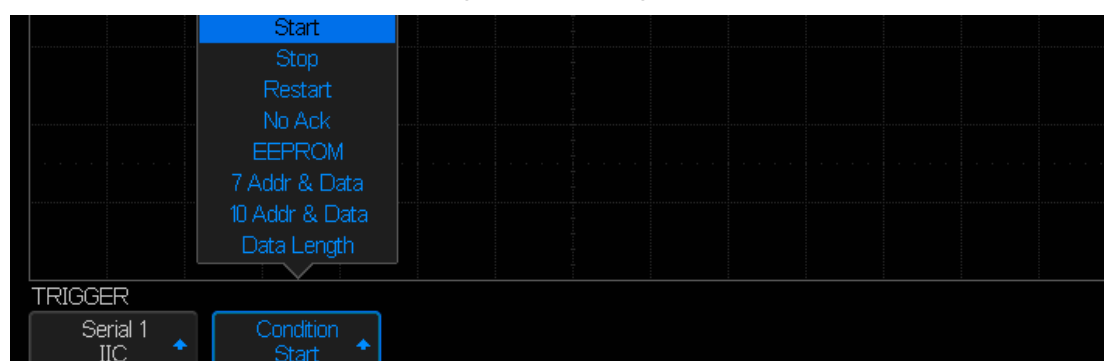 Start
Stop
Restart
No Ack
EEPROM
7 Addr & Data
10 Addr & Data
Data Length
TRIGGER
Serial 1
IIC
Condition
Start